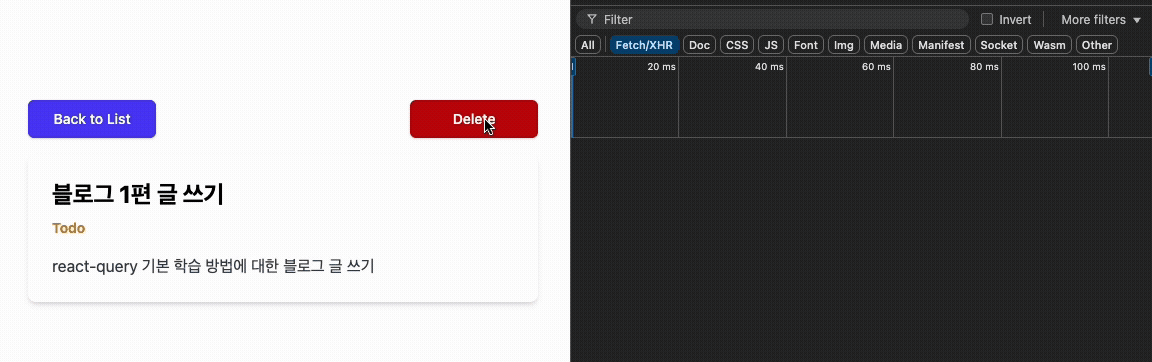 Filter
Invert
More filters
All
Fetch/XHR
Doc
CSS
JS
Font
Img
Media
Manifest
Socket
Wasm
Other
20 ms
40 ms
60 ms
80 ms
100 ms
Back to List
Delete
블로그 1편 글 쓰기
Todo
react-query 기본 학습 방법에 대한 블로그 글 쓰기